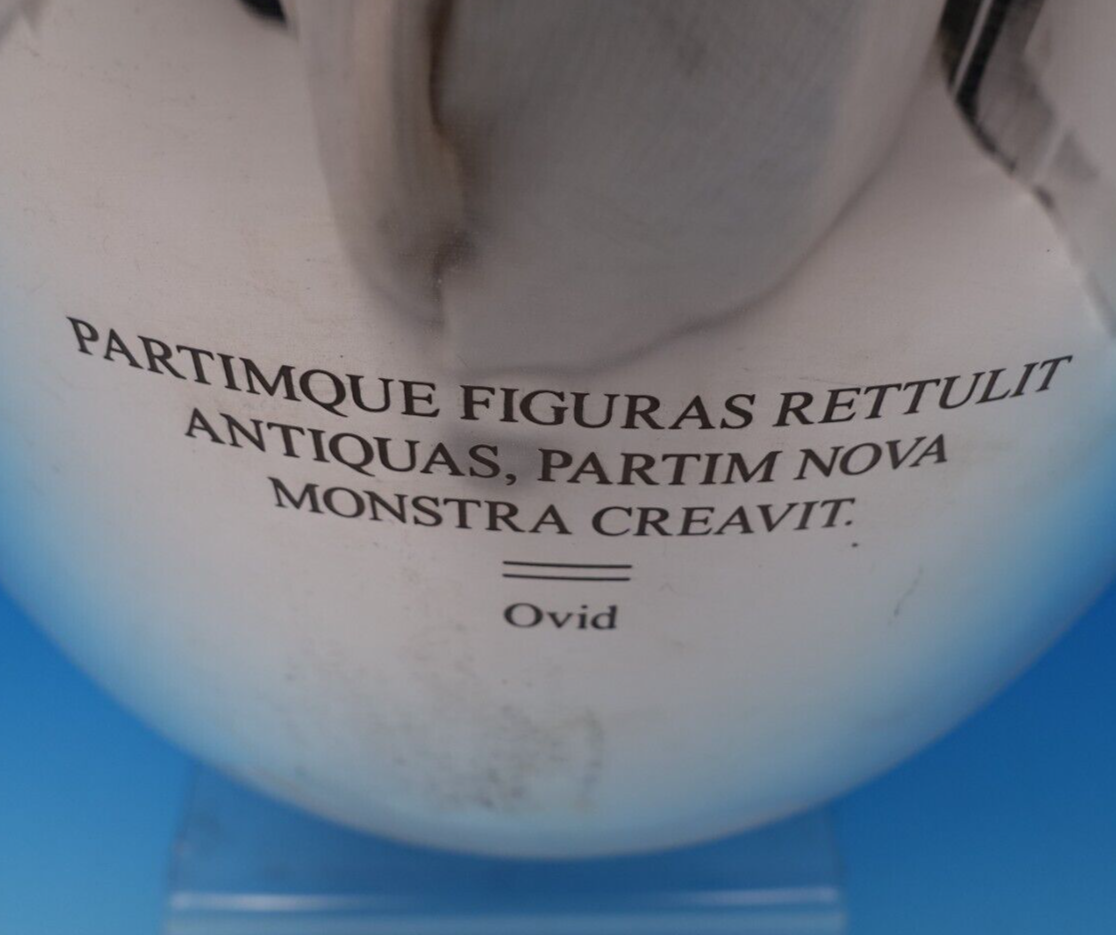 PARTIMQUE FIGURAS RETTULIT
ANTIQUAS, PARTIM NOVA
MONSTRA CREAVIT.
Ovid